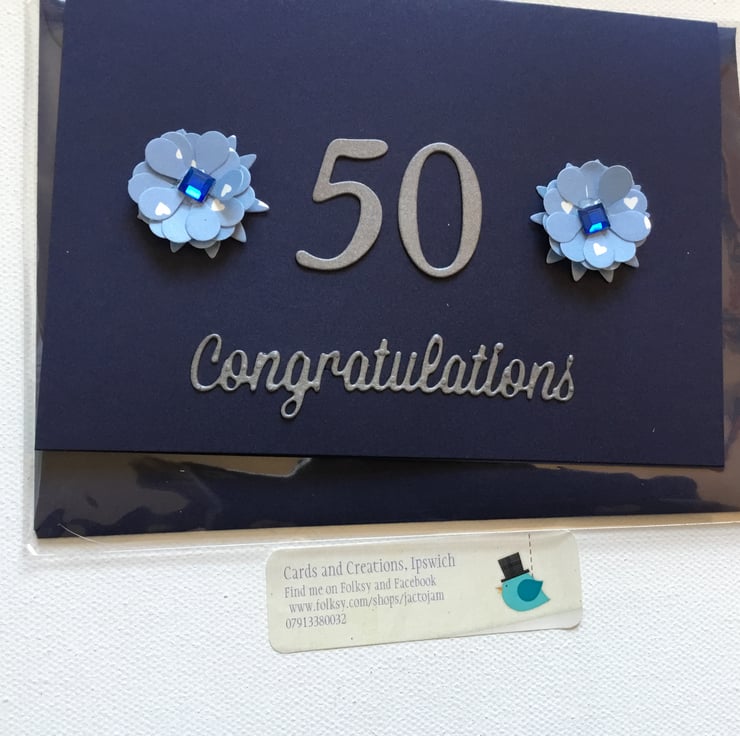 50
Congratulations
Cards and Creations, Ipswich
Find me on Folksy and Facebook
www.folksy.com/shops/jactojam
07913380032